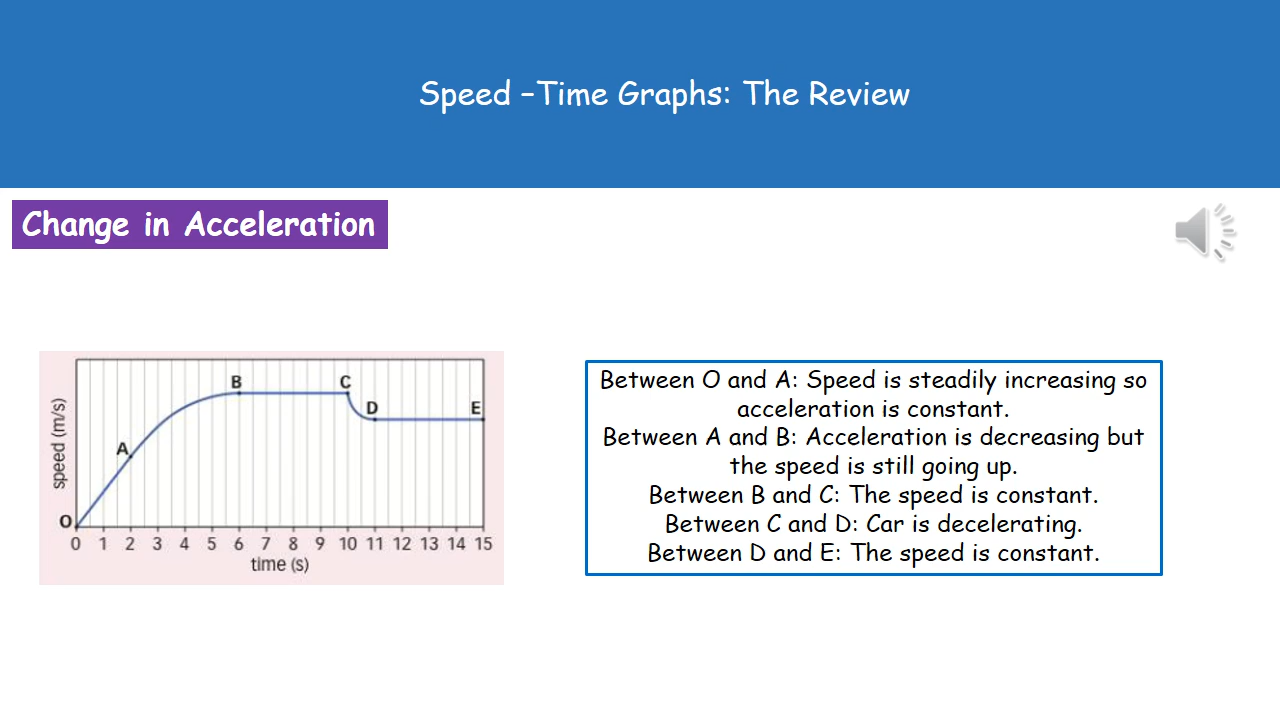 Speed –Time Graphs: The Review
Change in Acceleration
speed (m/s)
O
A
B
C
D
E
0 1 2 3 4 5 6 7 8 9 10 11 12 13 14 15
time (s)
Between O and A: Speed is steadily increasing so
acceleration is constant.
Between A and B: Acceleration is decreasing but
the speed is still going up.
Between B and C: The speed is constant.
Between C and D: Car is decelerating.
Between D and E: The speed is constant.